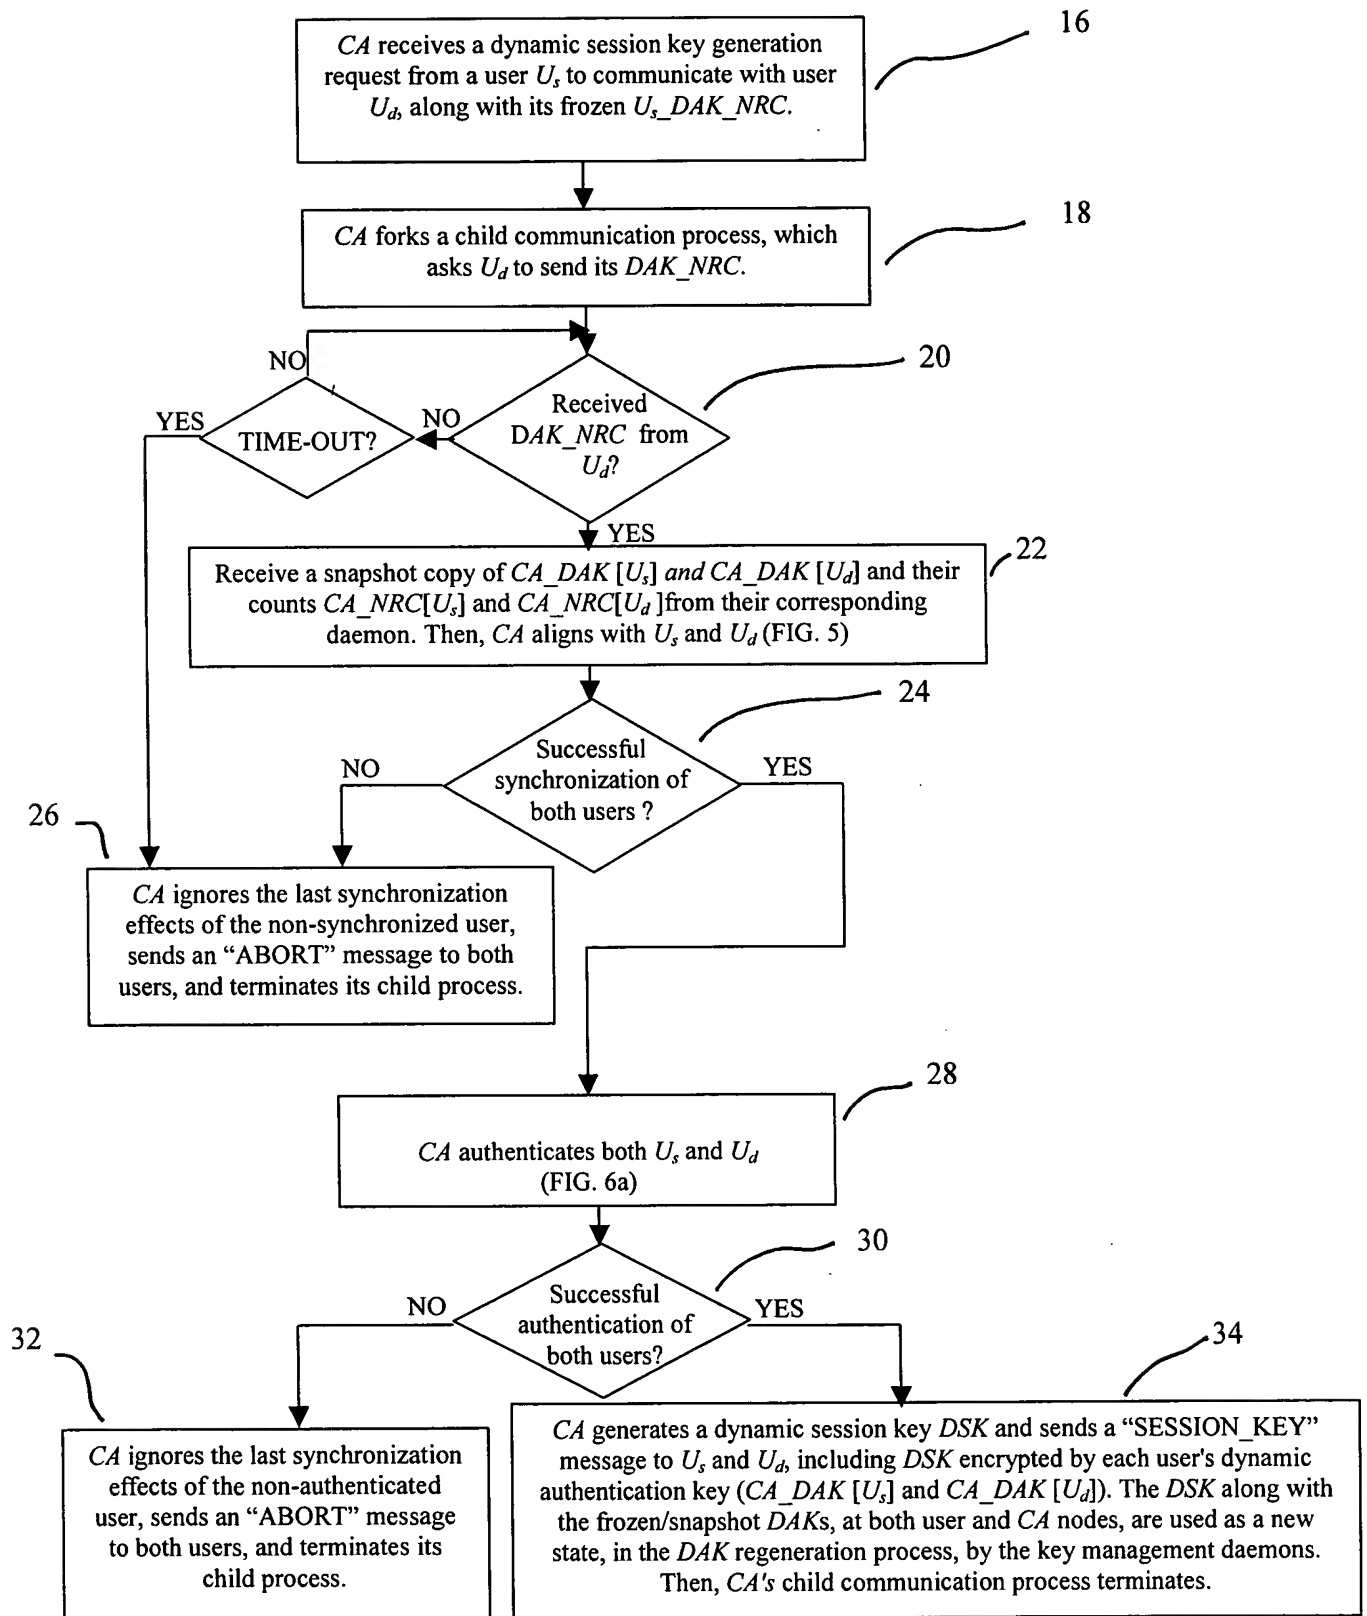 CA receives a dynamic session key generation
request from a user Us to communicate with user
Ud, along with its frozen Us_DAK_NRC.
16
CA forks a child communication process, which
asks Ud to send its DAK_NRC.
18
NO
20
YES
TIME-OUT?
NO
Received
DAK_NRC from
Ud?
YES
22
Receive a snapshot copy of CA_DAK [Us] and CA_DAK [Ud] and their
counts CA_NRC[Us] and CA_NRC[Ud ]from their corresponding
daemon. Then, CA aligns with Us and Ud (FIG. 5)
24
NO
Successful
synchronization of
both users ?
YES
26
CA ignores the last synchronization
effects of the non-synchronized user,
sends an “ABORT” message to both
users, and terminates its child process.
28
CA authenticates both Us and Ud
(FIG. 6a)
30
NO
Successful
authentication of
both users?
YES
32
34
CA ignores the last synchronization
effects of the non-authenticated
user, sends an “ABORT” message
to both users, and terminates its
child process.
CA generates a dynamic session key DSK and sends a “SESSION_KEY”
message to Us and Ud, including DSK encrypted by each user's dynamic
authentication key (CA_DAK [Us] and CA_DAK [Ud]). The DSK along with
the frozen/snapshot DAKs, at both user and CA nodes, are used as a new
state, in the DAK regeneration process, by the key management daemons.
Then, CA's child communication process terminates.